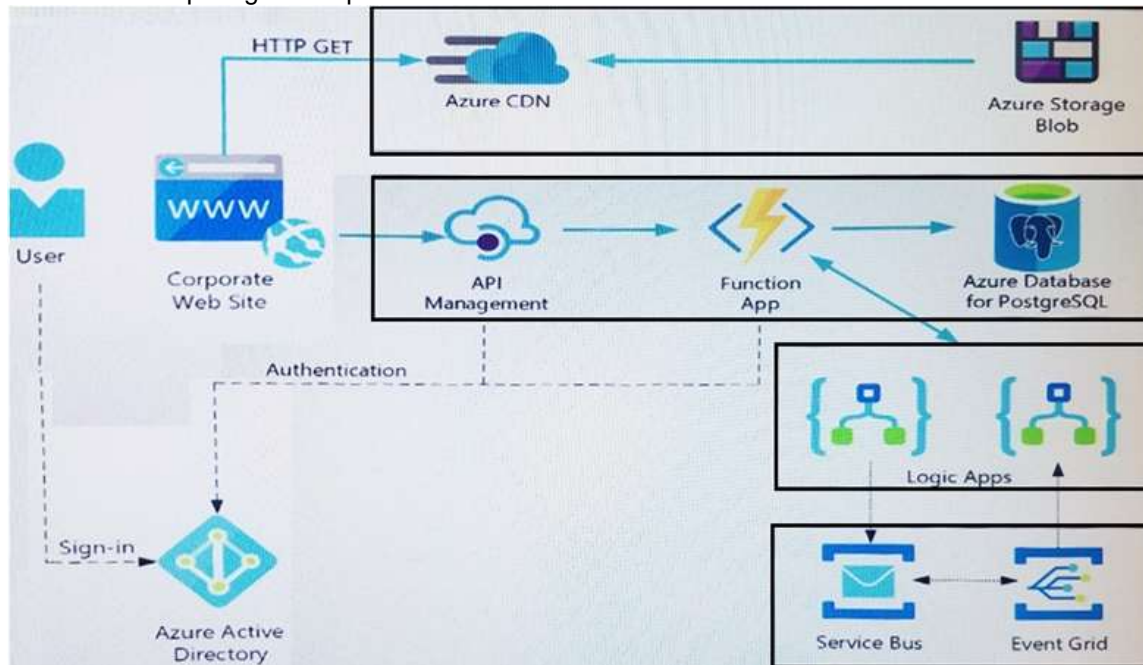 HTTP GET
Azure CDN
Azure Storage
Blob
User
www
Corporate
Web Site
API
Management
Function
App
Azure Database
for PostgreSQL
Authentication
Logic Apps
Sign-in
Azure Active
Directory
Service Bus
Event Grid